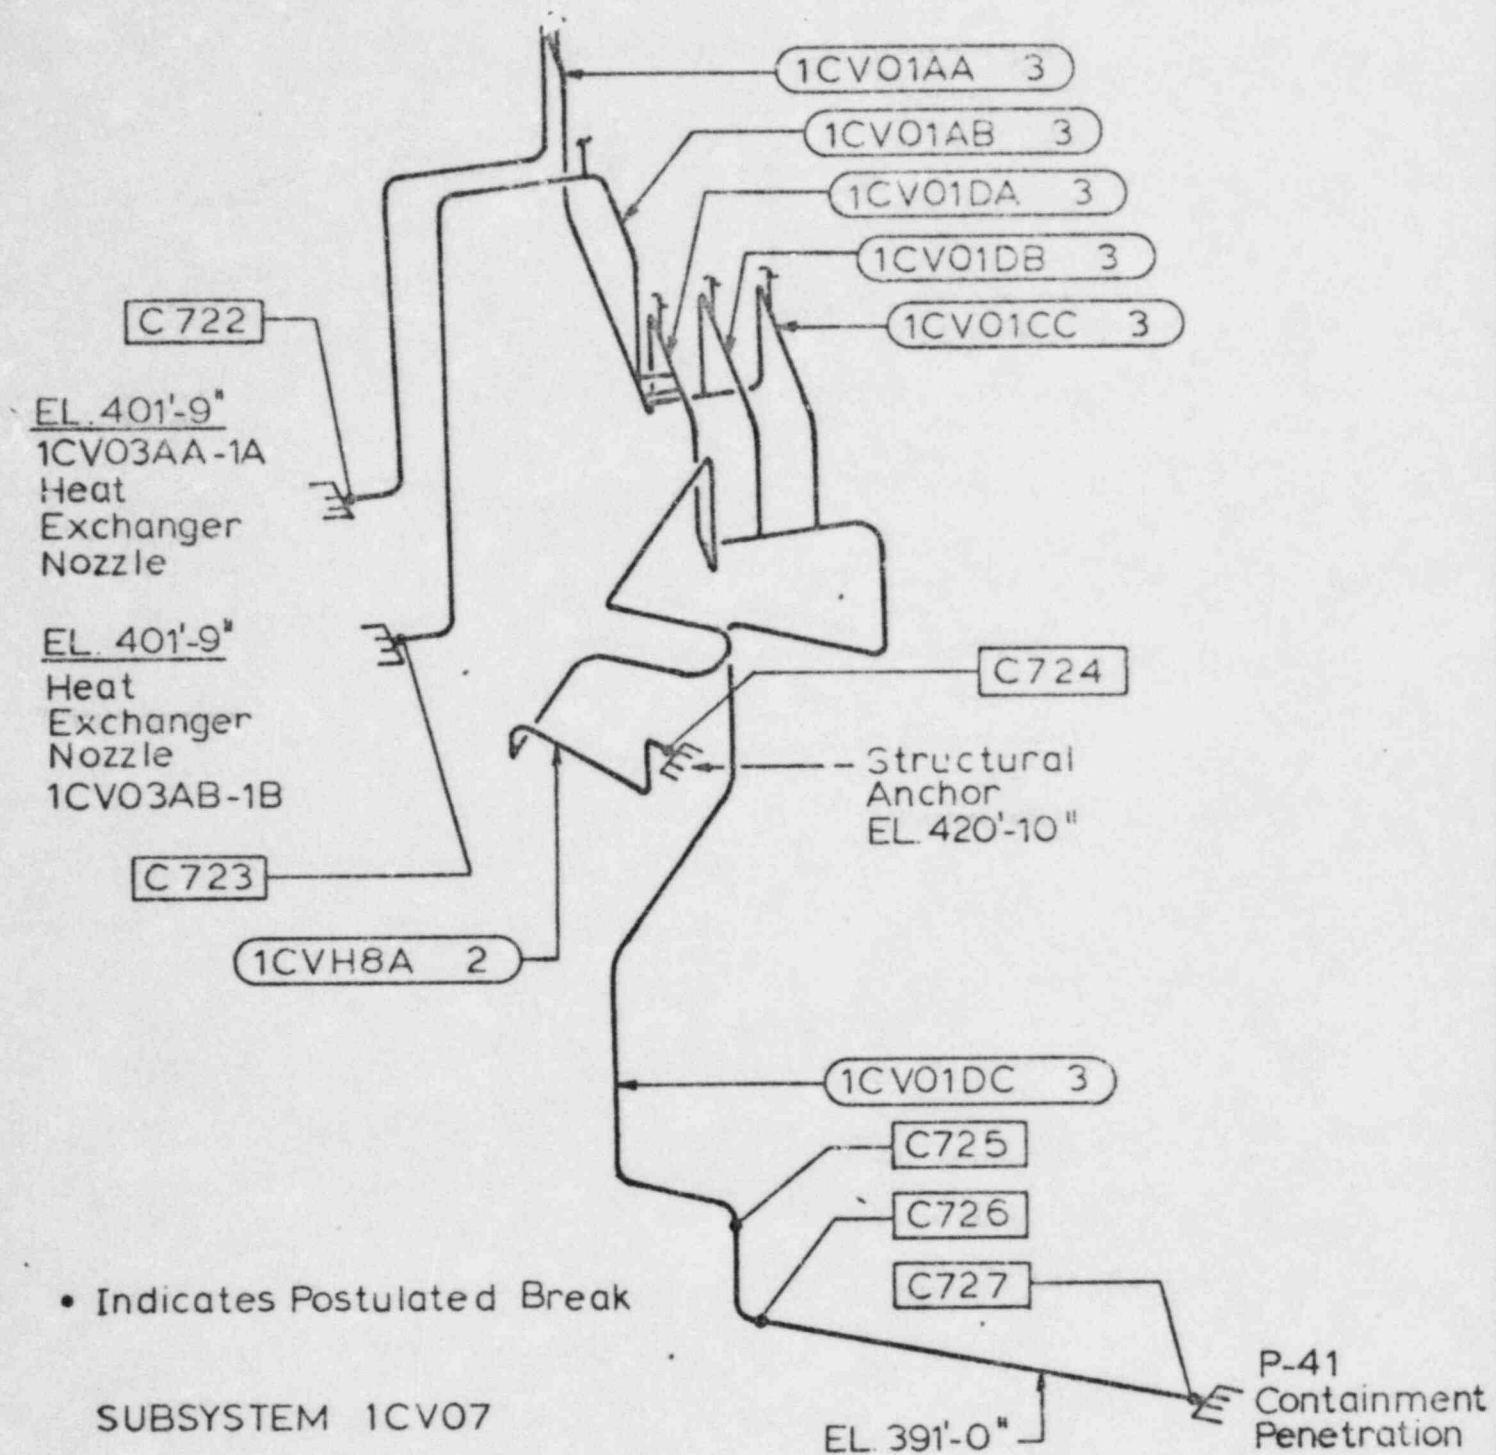 1CV01AA 3
1CV01AB 3
1CV01DA 3
1CV01DB 3
1CV01CC 3
C722
EL. 401'-9"
1CV03AA-1A
Heat
Exchanger
Nozzle
EL. 401'-9"
Heat
Exchanger
Nozzle
1CV03AB-1B
C723
C724
Structural
Anchor
EL. 420'-10"
1CVH8A 2
1CV01DC 3
C725
C726
C727
• Indicates Postulated Break
P-41
Containment
Penetration
SUBSYSTEM 1CV07
EL. 391'-0"